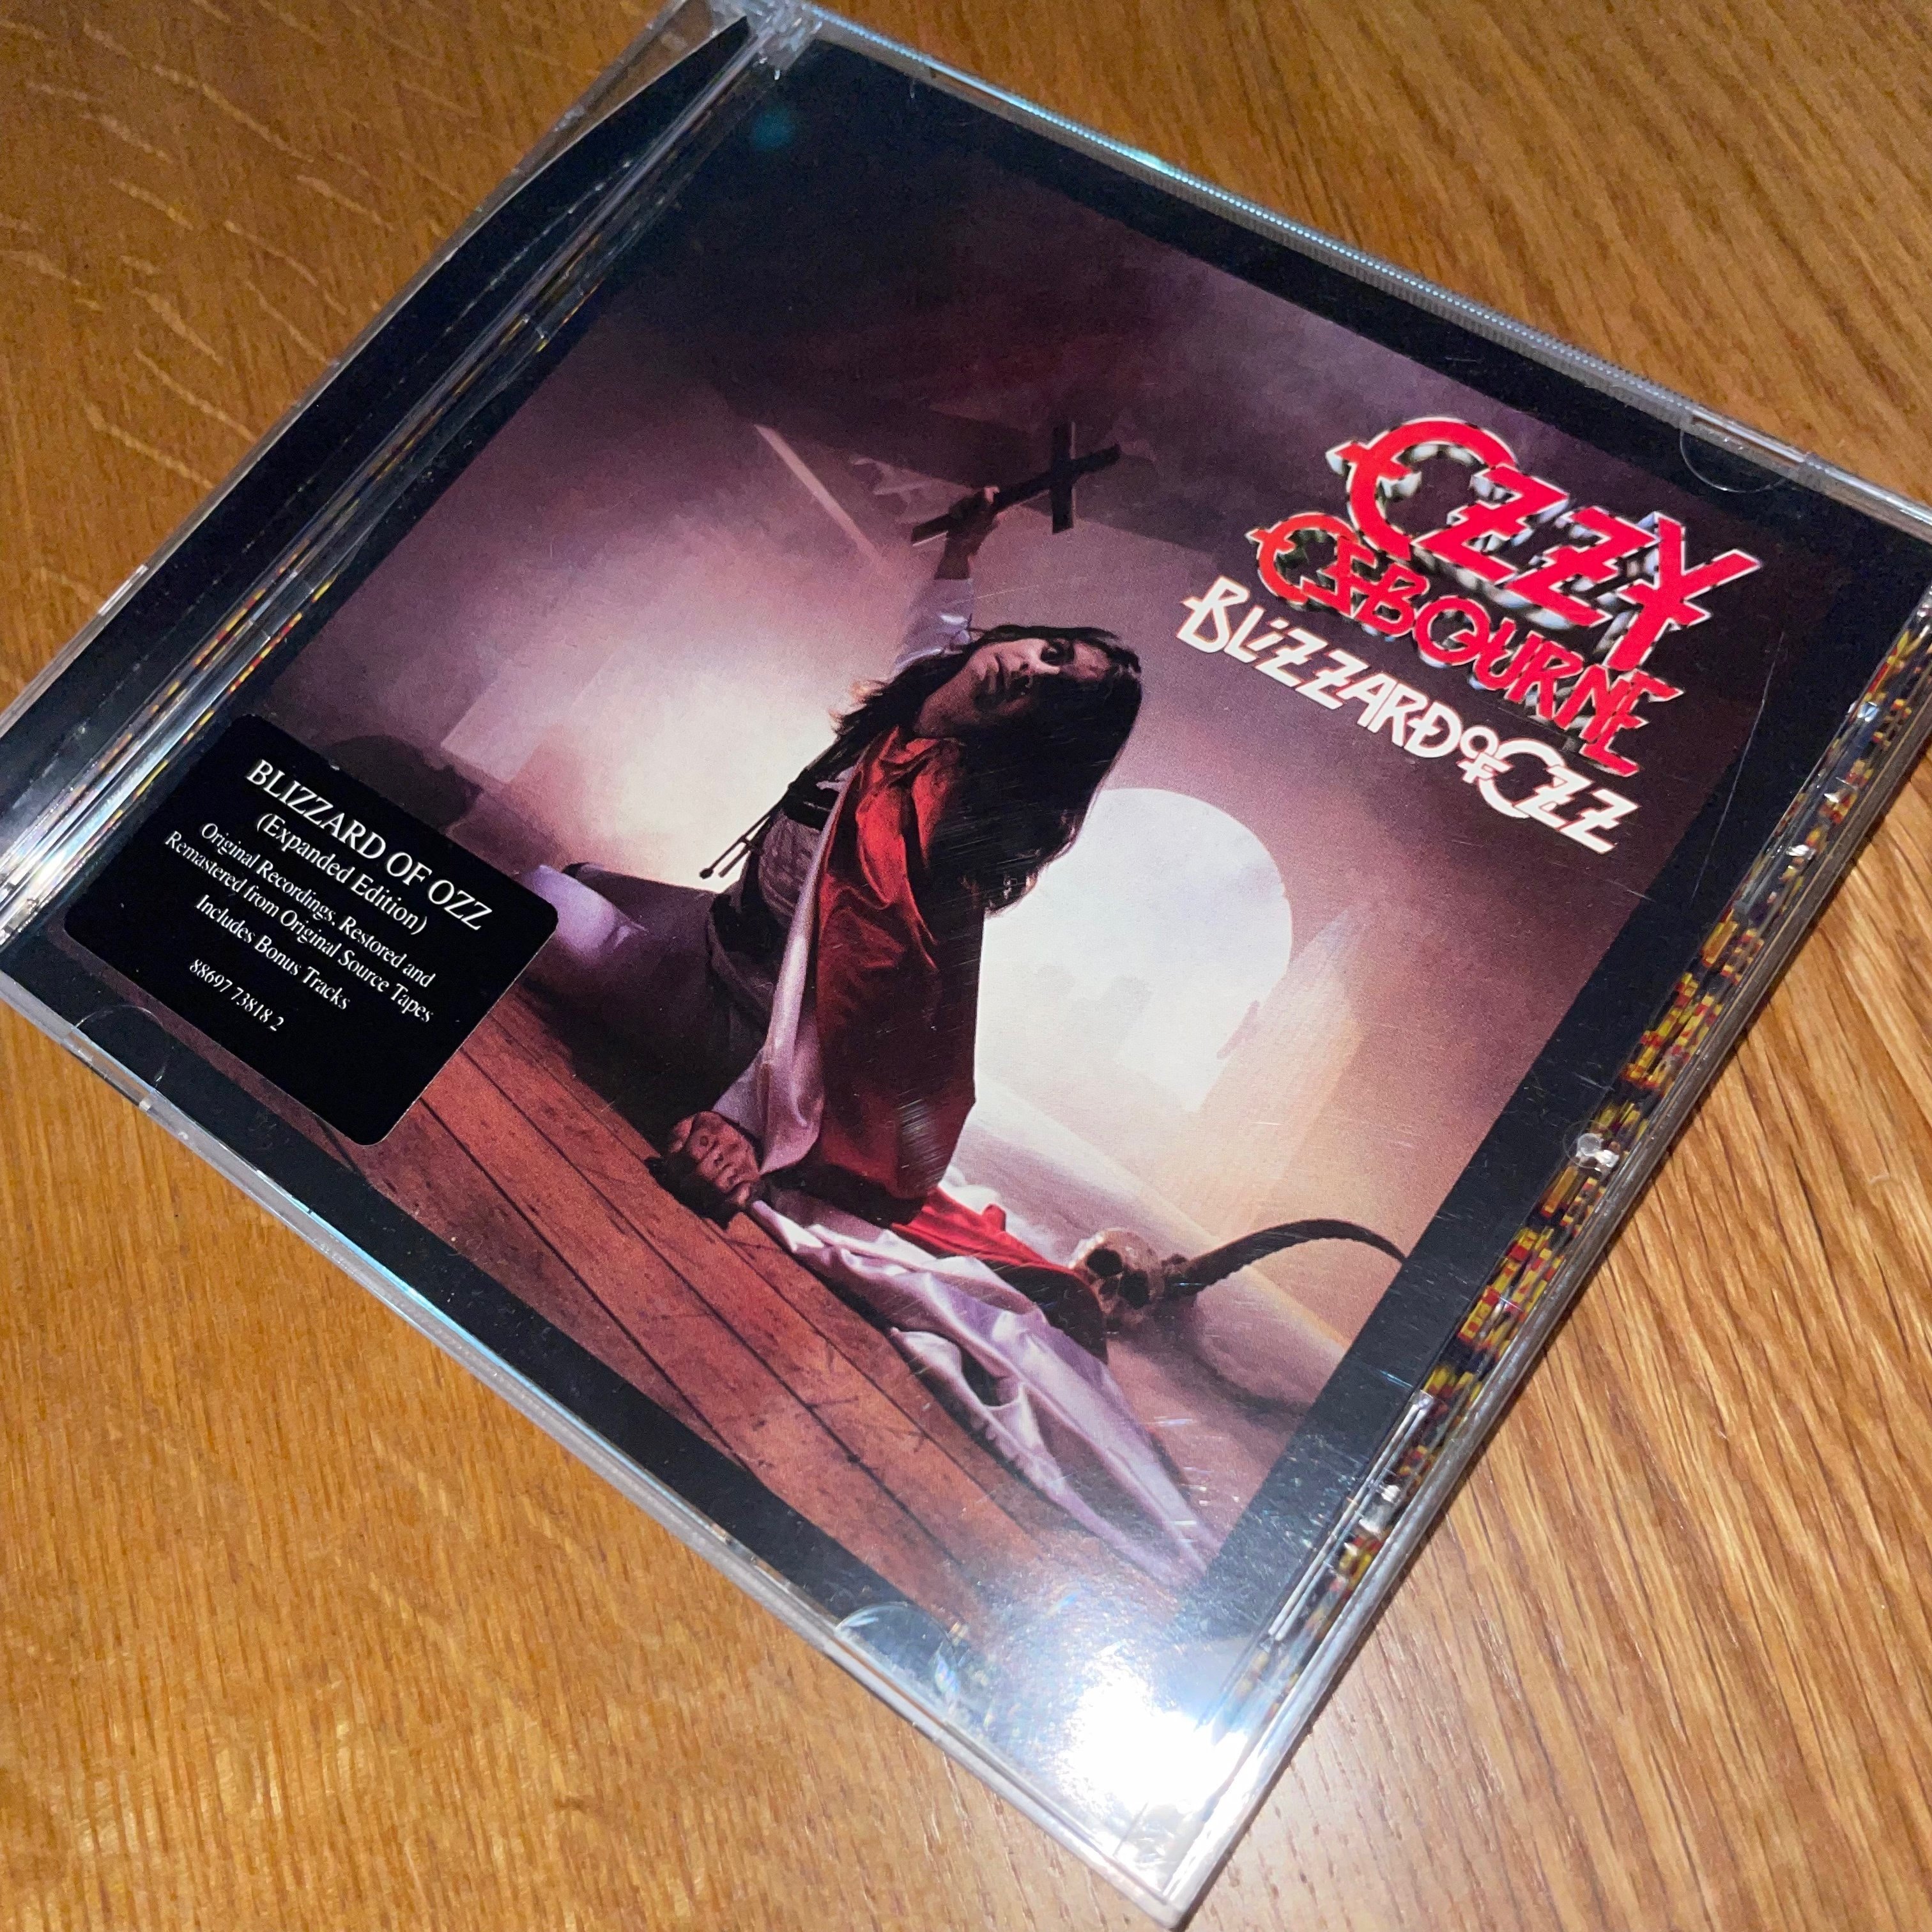 OZZY
OSBOURNE
BLiZZARD OF OZZ
BLIZZARD OF OZZ
(Expanded Edition)
Original Recordings, Restored and
Remastered from Original Source Tapes
Includes Bonus Tracks
88697 73818 2